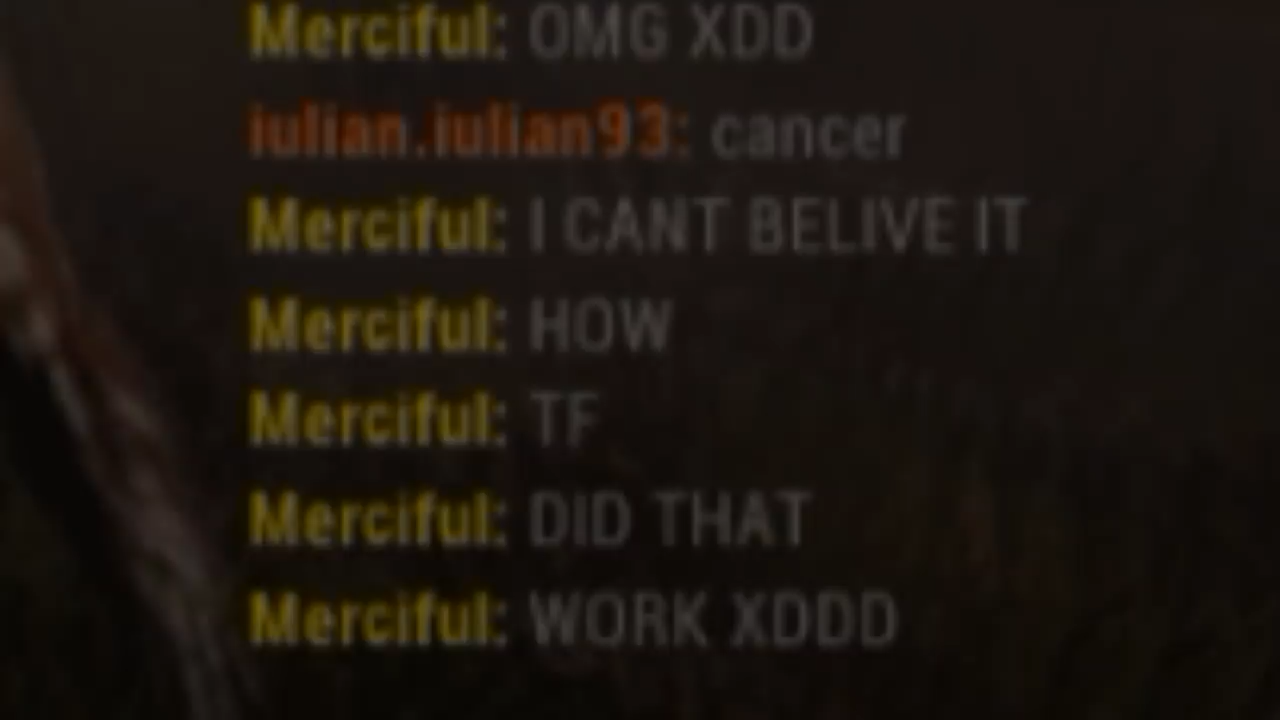 Merciful: OMG XDD
iulian.iulian93: cancer
Merciful: I CANT BELIVE IT
Merciful: HOW
Merciful: TF
Merciful: DID THAT
Merciful: WORK XDDD